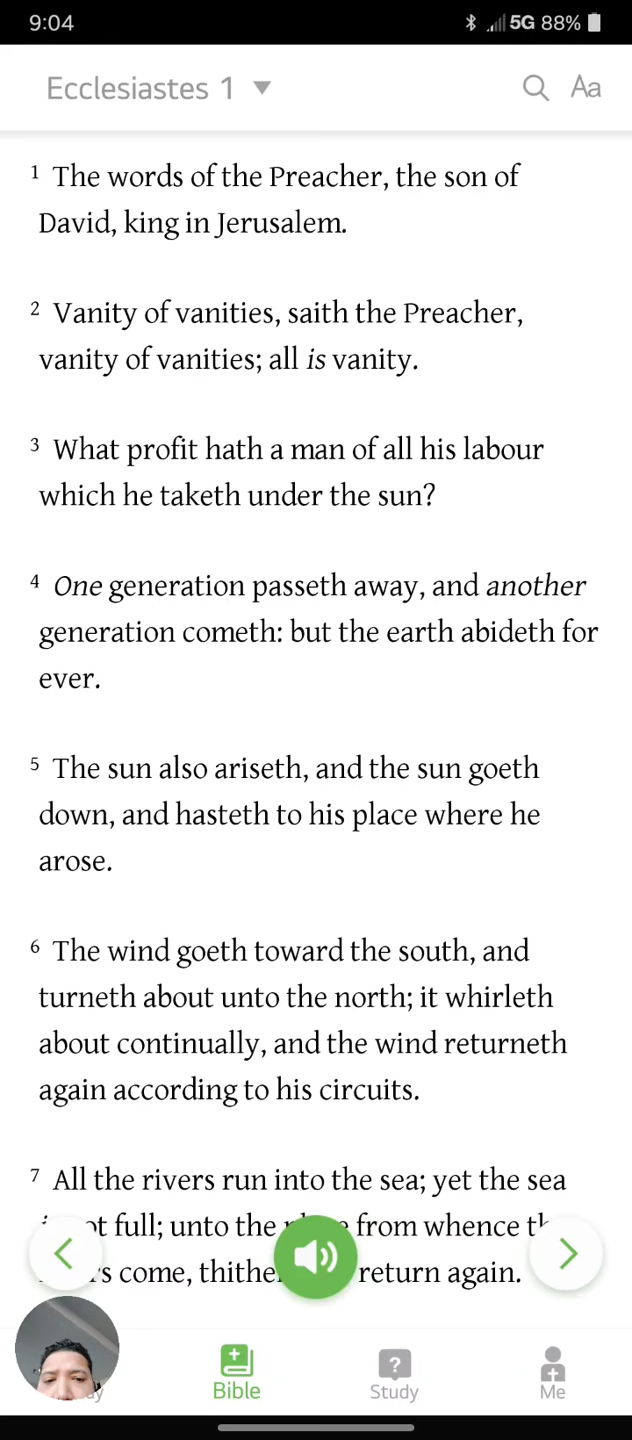 9:04 5G 88%
Ecclesiastes 1 Aa
1 The words of the Preacher, the son of
David, king in Jerusalem.
2 Vanity of vanities, saith the Preacher,
vanity of vanities; all is vanity.
3 What profit hath a man of all his labour
which he taketh under the sun?
4 One generation passeth away, and another
generation cometh: but the earth abideth for
ever.
5 The sun also ariseth, and the sun goeth
down, and hasteth to his place where he
arose.
6 The wind goeth toward the south, and
turneth about unto the north; it whirleth
about continually, and the wind returneth
again according to his circuits.
7 All the rivers run into the sea; yet the sea
full; unto the from whence
come, return again.
Bible Study Me